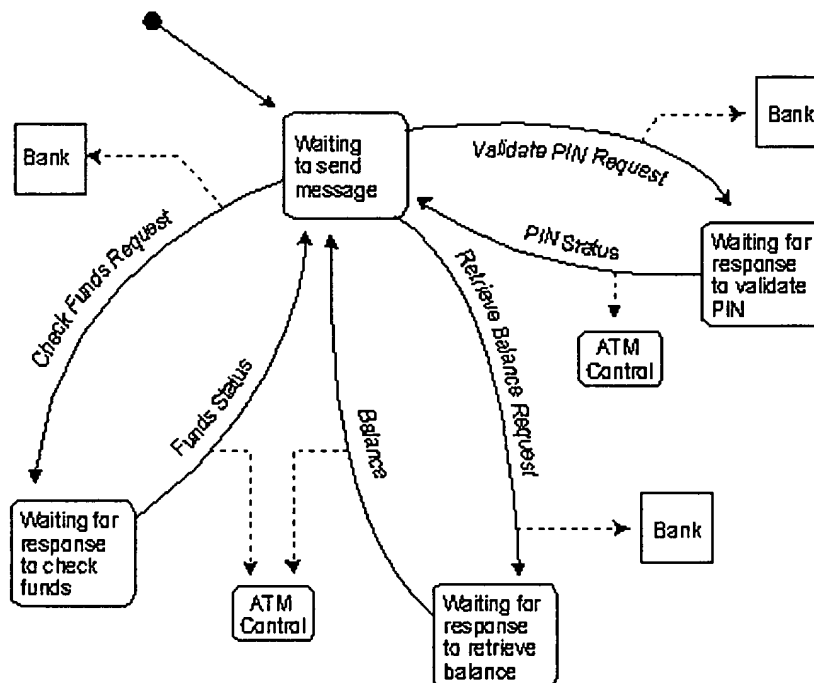 Bank
Bank
Waiting
to send
message
Validate PIN Request
PIN Status
Waiting for
response
to validate
PIN
Check Funds Request
Retrieve Balance Request
ATM
Control
Funds Status
Balance
Waiting for
response
to check
funds
Bank
ATM
Control
Waiting for
response
to retrieve
balance